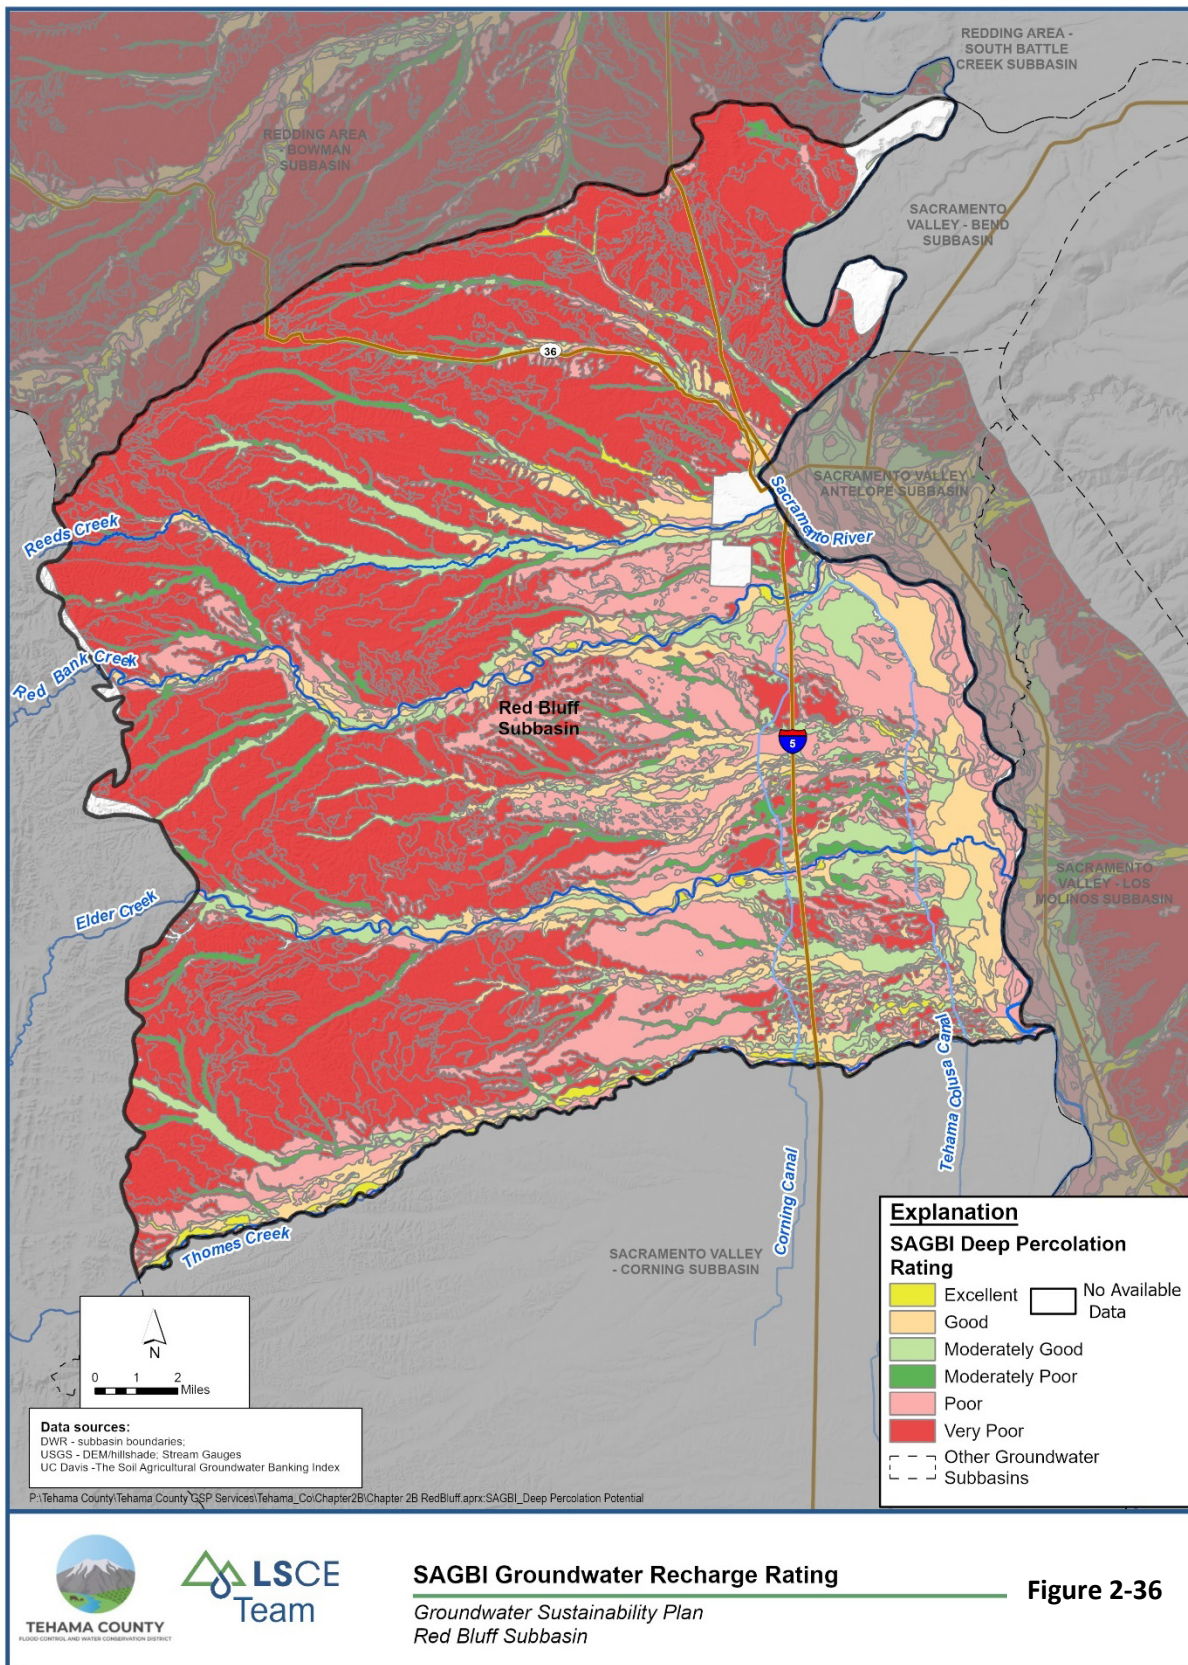 REDDING AREA -
SOUTH BATTLE
CREEK SUBBASIN
REDDING AREA
- BOWMAN
SUBBASIN
SACRAMENTO
VALLEY - BEND
SUBBASIN
36
SACRAMENTO VALLEY
ANTELOPE SUBBASIN
Sacramento River
Reeds Creek
Red Bank Creek
Red Bluff
Subbasin
5
Elder Creek
SACRAMENTO
VALLEY - LOS
MOLINOS SUBBASIN
Thomes Creek
Corning Canal
Tehama Colusa Canal
SACRAMENTO VALLEY
- CORNING SUBBASIN
N
0 1 2
Miles
Data sources:
DWR - subbasin boundaries;
USGS - DEM/hillshade; Stream Gauges
UC Davis -The Soil Agricultural Groundwater Banking Index
P:\Tehama County\Tehama County GSP Services\Tehama_Co\Chapter2B\Chapter 2B RedBluff.aprx:SAGBI_Deep Percolation Potential
Explanation
SAGBI Deep Percolation
Rating
Excellent
Good
Moderately Good
Moderately Poor
Poor
Very Poor
Other Groundwater
Subbasins
No Available
Data
TEHAMA COUNTY
FLOOD CONTROL AND WATER CONSERVATION DISTRICT
LSCE
Team
SAGBI Groundwater Recharge Rating
Groundwater Sustainability Plan
Red Bluff Subbasin
Figure 2-36